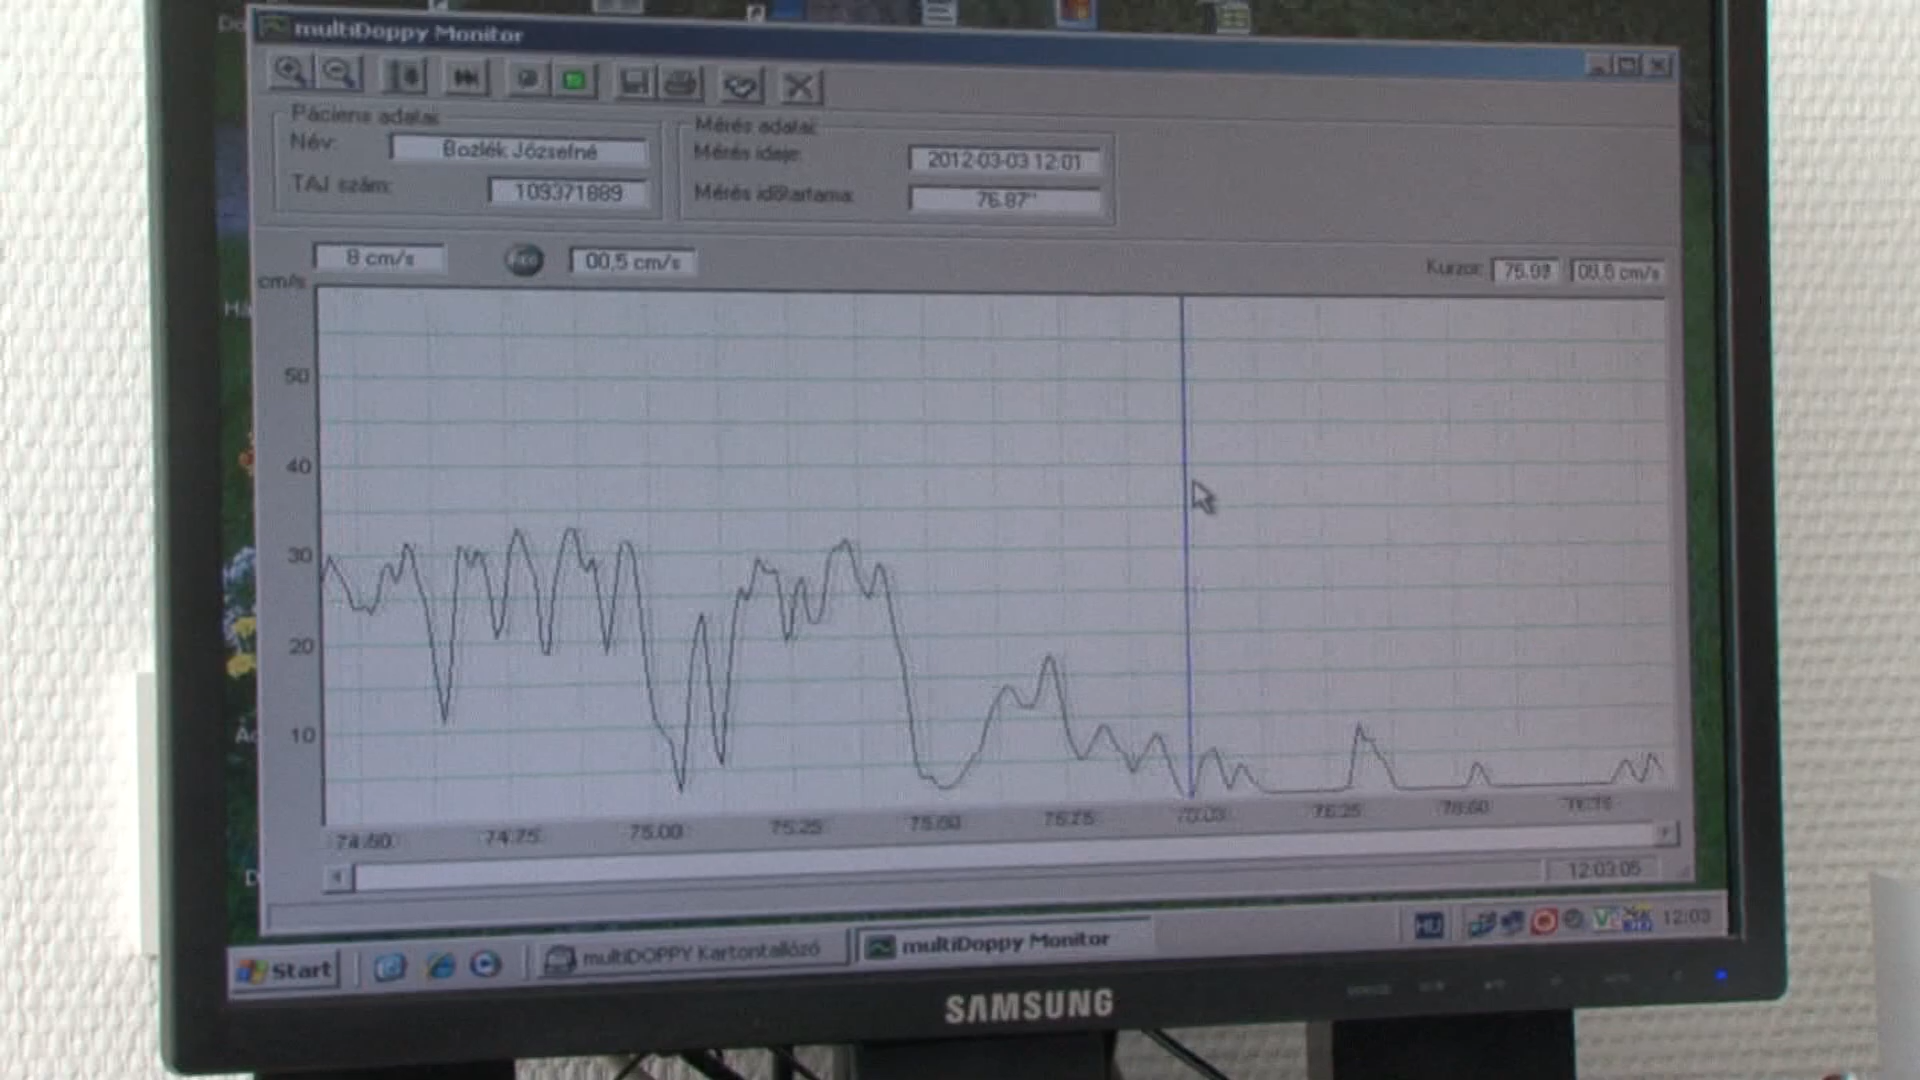 multiDoppy Monitor
Páciens adatai
Név: Bozlék Józsefné
TAJ szám: 109371889
Mérés adatai
Mérés ideje: 2012-03-03 12:01
Mérés időtartama: 76.87"
8 cm/s
00,5 cm/s
Kurzor:
cm/s
50
40
30
20
10
74.50 74.75 75.00 75.25 75.50 75.75 76.25
12:03:05
Start
multiDOPPY Kartontallózó
multiDoppy Monitor
HU
12:03
SAMSUNG